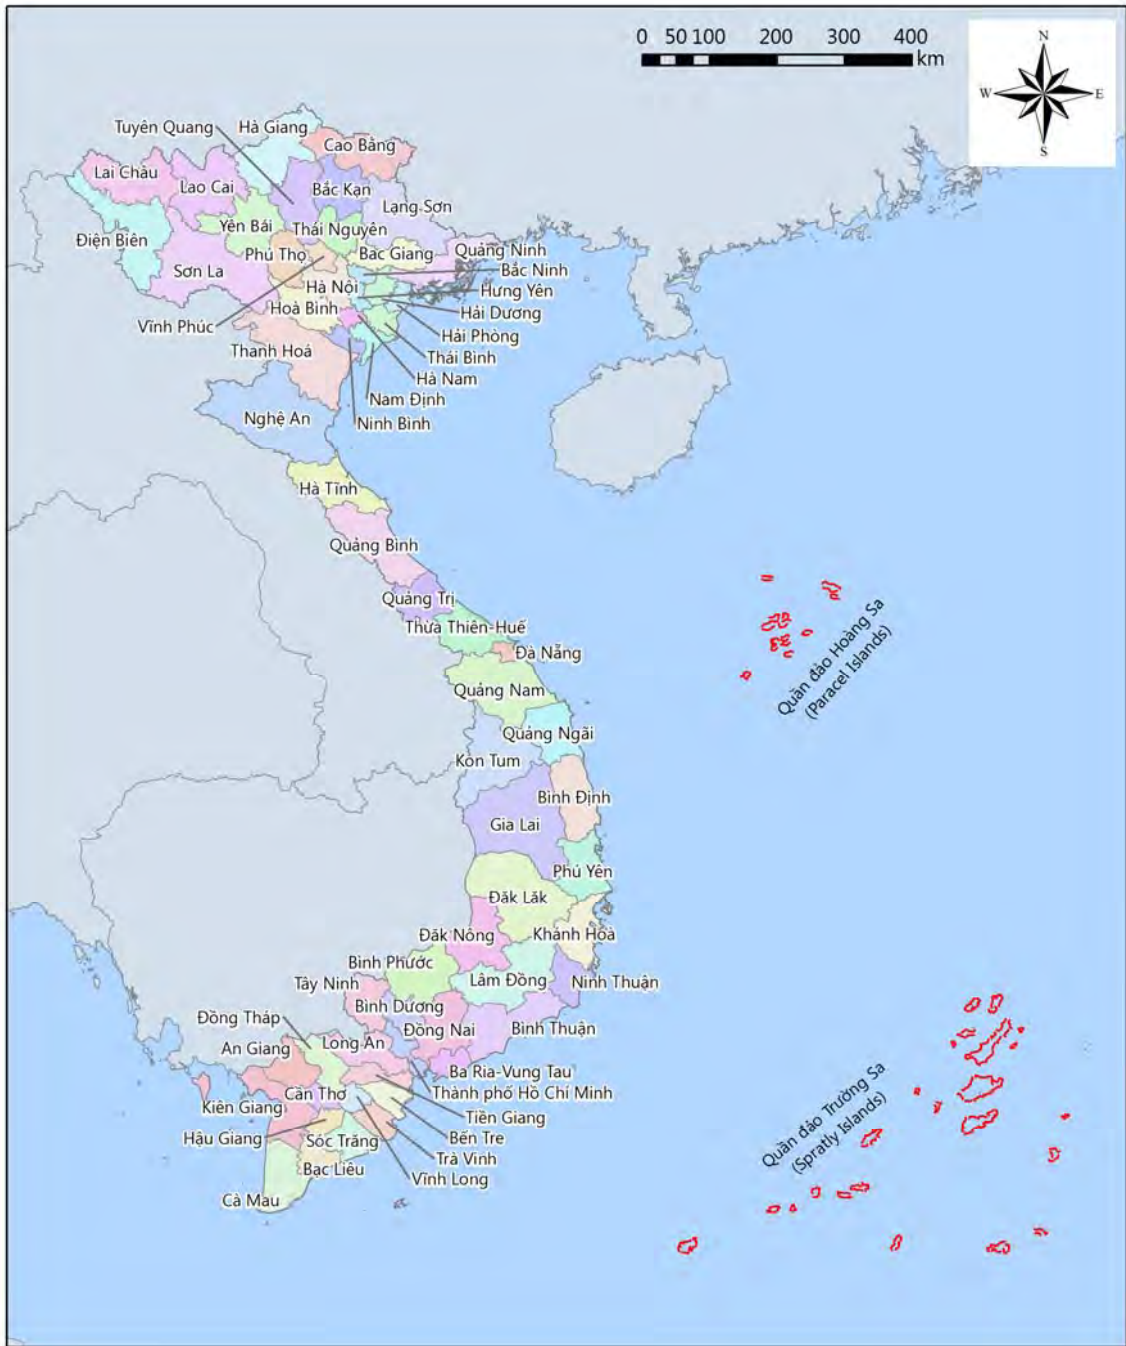 0 50 100 200 300 400
km
N
W E
S
Tuyên Quang
Hà Giang
Cao Bằng
Lai Châu
Lao Cai
Bắc Kạn
Lạng Sơn
Yên Bái
Thái Nguyên
Điện Biên
Phú Thọ
Bac Giang
Quảng Ninh
Sơn La
Bắc Ninh
Hà Nội
Hưng Yên
Hoà Bình
Hải Dương
Vĩnh Phúc
Hải Phòng
Thanh Hoá
Thái Bình
Hà Nam
Nam Định
Nghệ An
Ninh Bình
Hà Tĩnh
Quảng Bình
Quảng Trị
Thừa Thiên-Huế
Đà Nẵng
Quảng Nam
Quảng Ngãi
Kon Tum
Bình Định
Gia Lai
Phú Yên
Đăk Lăk
Khánh Hoà
Đăk Nông
Bình Phước
Lâm Đồng
Ninh Thuận
Tây Ninh
Bình Dương
Đồng Tháp
Đồng Nai
Bình Thuận
An Giang
Long An
Ba Ria-Vung Tau
Cần Thơ
Thành phố Hồ Chí Minh
Kiên Giang
Tiền Giang
Hậu Giang
Sóc Trăng
Bến Tre
Trà Vinh
Bạc Liêu
Vĩnh Long
Cà Mau
Quần đảo Hoàng Sa
(Paracel Islands)
Quần đảo Trường Sa
(Spratly Islands)